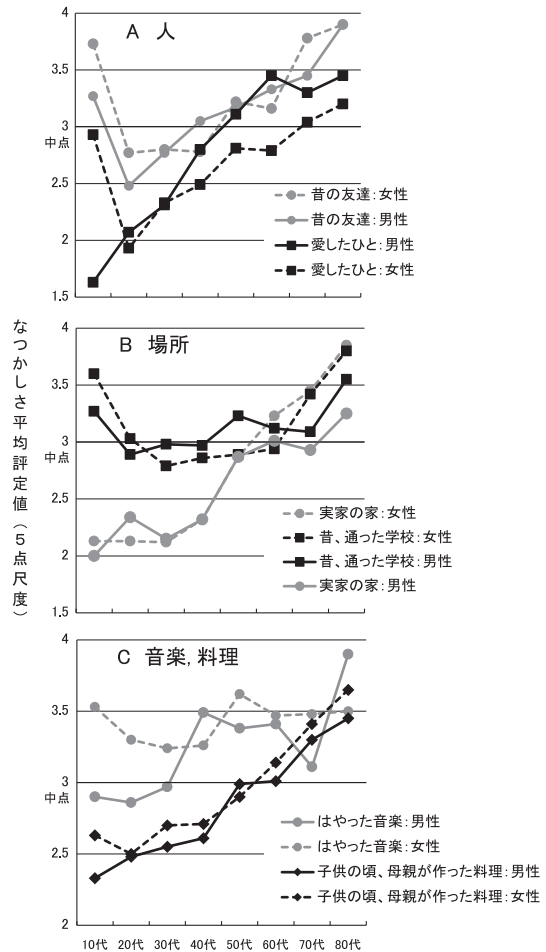 なつかしさ平均評定値（５点尺度）
A 人
4
3.5
3
中点
2.5
2
1.5
昔の友達：女性
昔の友達：男性
愛したひと：男性
愛したひと：女性
B 場所
4
3.5
3
中点
2.5
2
1.5
実家の家：女性
昔、通った学校：女性
昔、通った学校：男性
実家の家：男性
C 音楽，料理
4
3.5
3
中点
2.5
2
はやった音楽：男性
はやった音楽：女性
子供の頃、母親が作った料理：男性
子供の頃、母親が作った料理：女性
10代 20代 30代 40代 50代 60代 70代 80代